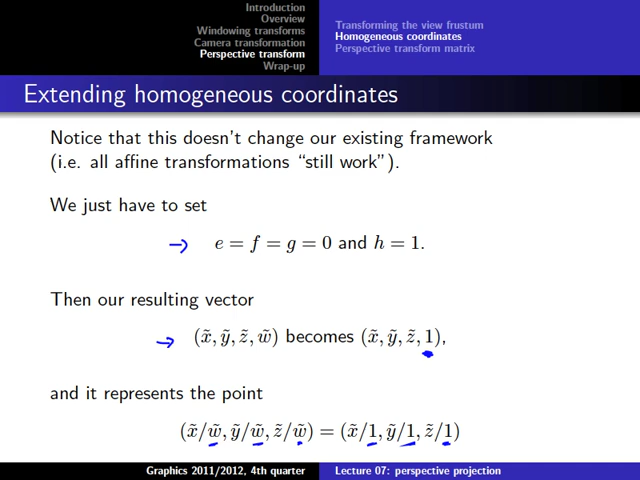 Introduction
Overview
Windowing transforms
Camera transformation
Perspective transform
Wrap-up
Transforming the view frustum
Homogeneous coordinates
Perspective transform matrix
Extending homogeneous coordinates
Notice that this doesn't change our existing framework
(i.e. all affine transformations "still work").
We just have to set
→ e = f = g = 0 and h = 1.
Then our resulting vector
→ (x̃, ỹ, z̃, w̃) becomes (x̃, ỹ, z̃, 1),
and it represents the point
(x̃/w̃, ỹ/w̃, z̃/w̃) = (x̃/1, ỹ/1, z̃/1)
Graphics 2011/2012, 4th quarter
Lecture 07: perspective projection